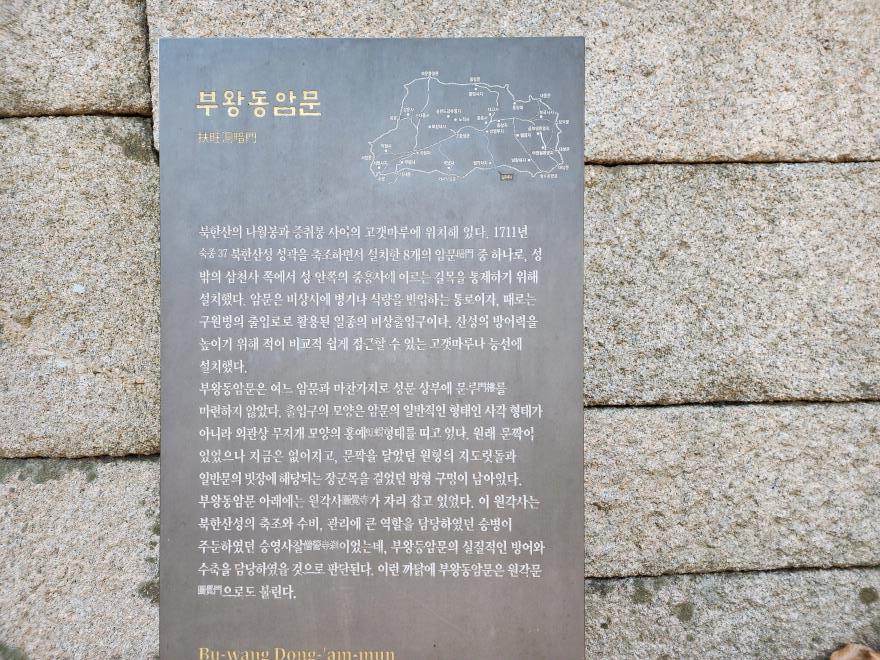 부왕동암문
扶旺洞暗門
북한산의 나월봉과 증취봉 사이의 고갯마루에 위치해 있다. 1711년
숙종 37 북한산성 성곽을 축조하면서 설치한 8개의 암문暗門 중 하나로, 성
밖의 삼천사 쪽에서 성 안쪽의 중흥사에 이르는 길목을 통제하기 위해
설치했다. 암문은 비상시에 병기나 식량을 반입하는 통로이자, 때로는
구원병의 출입로로 활용된 일종의 비상출입구이다. 산성의 방어력을
높이기 위해 적이 비교적 쉽게 접근할 수 있는 고갯마루나 능선에
설치했다.
부왕동암문은 여느 암문과 마찬가지로 성문 상부에 문루門樓를
마련하지 않았다. 출입구의 모양은 암문의 일반적인 형태인 사각 형태가
아니라 외관상 무지개 모양의 홍예虹蜺형태를 띠고 있다. 원래 문짝이
있었으나 지금은 없어지고, 문짝을 달았던 원형의 지도릿돌과
일반문의 빗장에 해당되는 장군목을 걸었던 방형 구멍이 남아있다.
부왕동암문 아래에는 원각사圓覺寺가 자리 잡고 있었다. 이 원각사는
북한산성의 축조와 수비, 관리에 큰 역할을 담당하였던 승병이
주둔하였던 승영사찰僧營寺刹이었는데, 부왕동암문의 실질적인 방어와
수축을 담당하였을 것으로 판단된다. 이런 까닭에 부왕동암문은 원각문
圓覺門으로도 불린다.
Bu-wang Dong-'am-mun